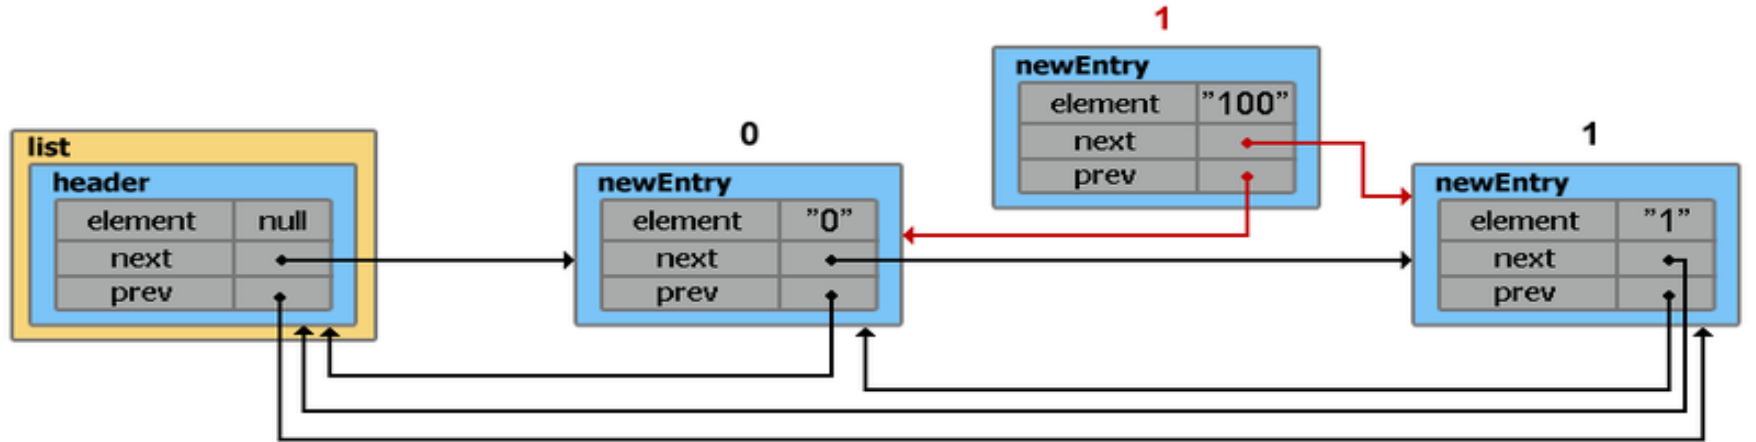 1
newEntry
element "100"
next
prev
list
header
element null
next
prev
0
newEntry
element "0"
next
prev
1
newEntry
element "1"
next
prev